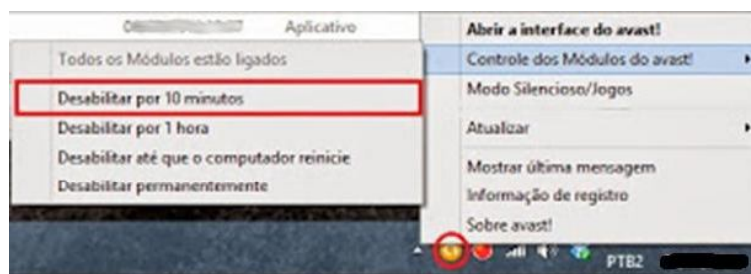 Aplicativo
Todos os Módulos estão ligados
Desabilitar por 10 minutos
Desabilitar por 1 hora
Desabilitar até que o computador reinicie
Desabilitar permanentemente
Abrir a interface do avast!
Controle dos Módulos do avast!
Modo Silencioso/Jogos
Atualizar
Mostrar última mensagem
Informação de registro
Sobre avast!
PTB2